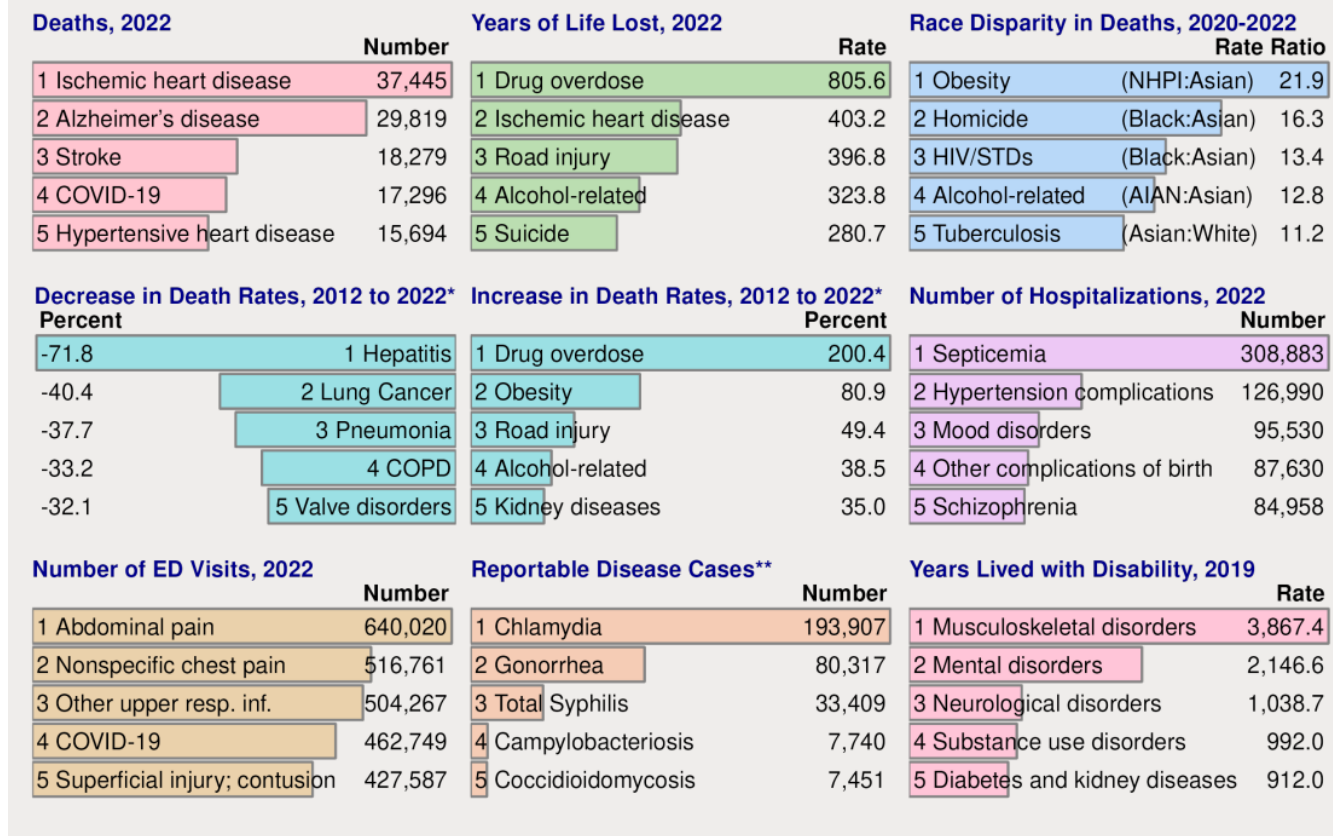 Deaths, 2022
Number
1 Ischemic heart disease 37,445
2 Alzheimer's disease 29,819
3 Stroke 18,279
4 COVID-19 17,296
5 Hypertensive heart disease 15,694
Years of Life Lost, 2022
Rate
1 Drug overdose 805.6
2 Ischemic heart disease 403.2
3 Road injury 396.8
4 Alcohol-related 323.8
5 Suicide 280.7
Race Disparity in Deaths, 2020-2022
Rate Ratio
1 Obesity (NHPI:Asian) 21.9
2 Homicide (Black:Asian) 16.3
3 HIV/STDs (Black:Asian) 13.4
4 Alcohol-related (AIAN:Asian) 12.8
5 Tuberculosis (Asian:White) 11.2
Decrease in Death Rates, 2012 to 2022*
Percent
-71.8 1 Hepatitis
-40.4 2 Lung Cancer
-37.7 3 Pneumonia
-33.2 4 COPD
-32.1 5 Valve disorders
Increase in Death Rates, 2012 to 2022*
Percent
1 Drug overdose 200.4
2 Obesity 80.9
3 Road injury 49.4
4 Alcohol-related 38.5
5 Kidney diseases 35.0
Number of Hospitalizations, 2022
Number
1 Septicemia 308,883
2 Hypertension complications 126,990
3 Mood disorders 95,530
4 Other complications of birth 87,630
5 Schizophrenia 84,958
Number of ED Visits, 2022
Number
1 Abdominal pain 640,020
2 Nonspecific chest pain 516,761
3 Other upper resp. inf. 504,267
4 COVID-19 462,749
5 Superficial injury; contusion 427,587
Reportable Disease Cases**
Number
1 Chlamydia 193,907
2 Gonorrhea 80,317
3 Total Syphilis 33,409
4 Campylobacteriosis 7,740
5 Coccidioidomycosis 7,451
Years Lived with Disability, 2019
Rate
1 Musculoskeletal disorders 3,867.4
2 Mental disorders 2,146.6
3 Neurological disorders 1,038.7
4 Substance use disorders 992.0
5 Diabetes and kidney diseases 912.0